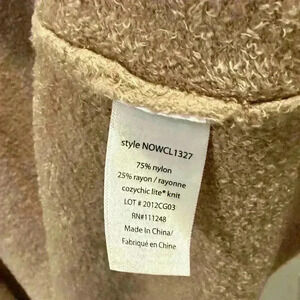 style NOWCL1327
75% nylon
25% rayon / rayonne
cozychic lite® knit
LOT # 2012CG03
RN#111248
Made In China/
Fabriqué en Chine